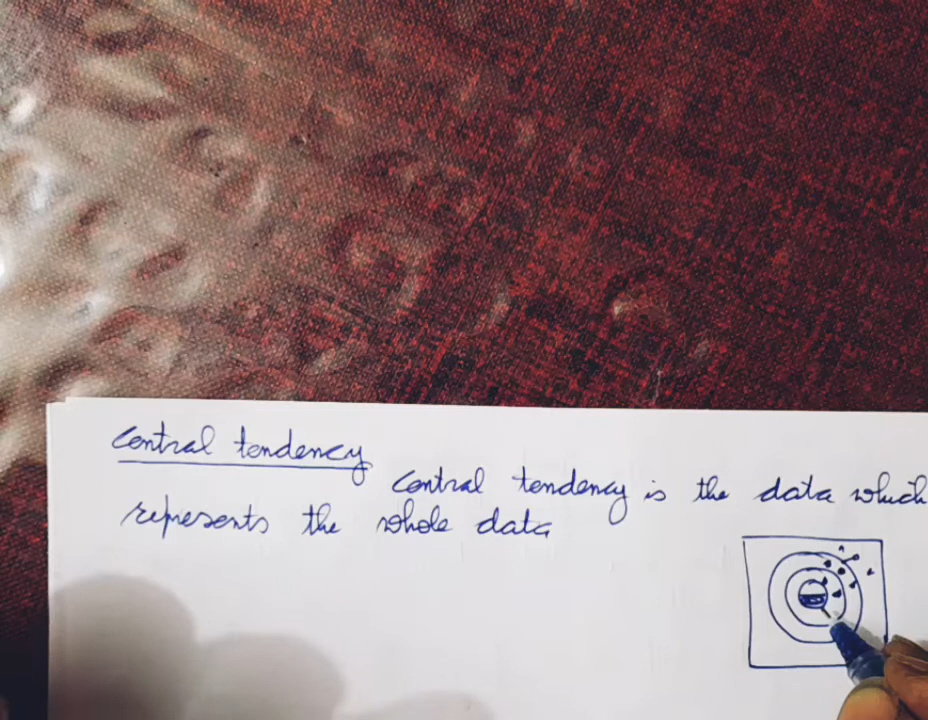 Central tendency
Central tendency is the data which
represents the whole data